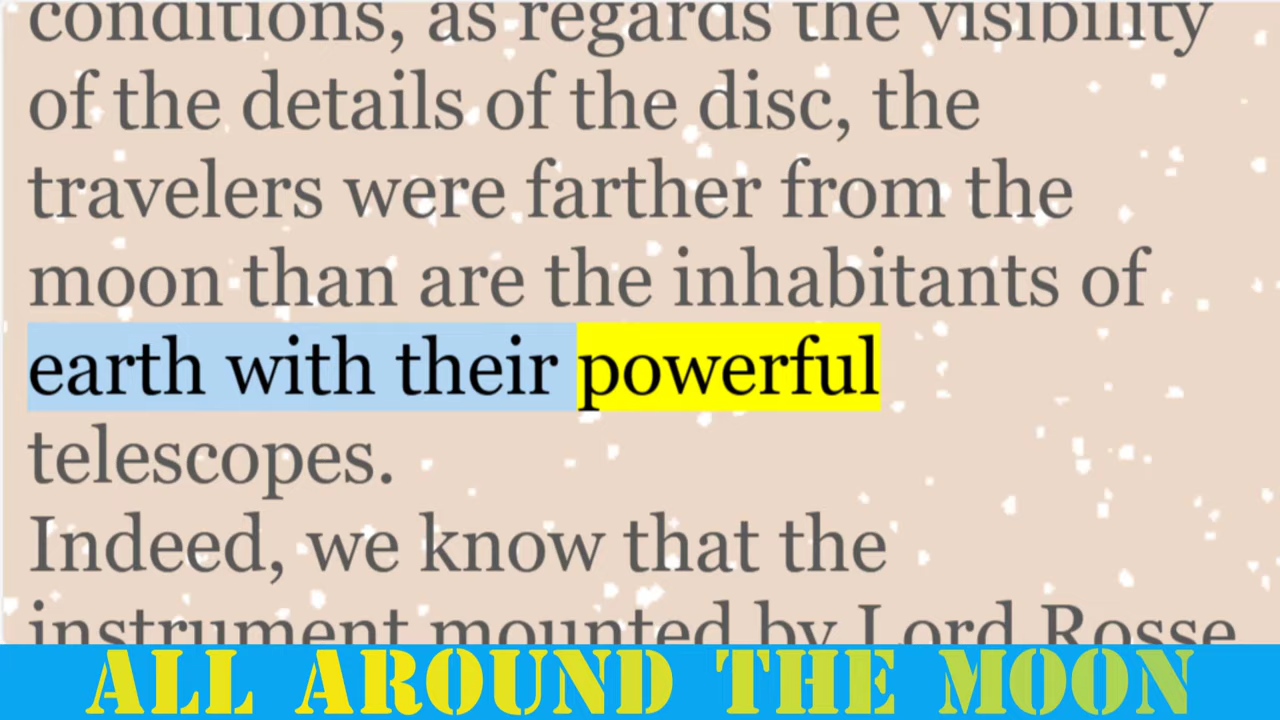 conditions, as regards the visibility
of the details of the disc, the
travelers were farther from the
moon than are the inhabitants of
earth with their powerful
telescopes.
Indeed, we know that the
instrument mounted by Lord Rosse
ALL AROUND THE MOON